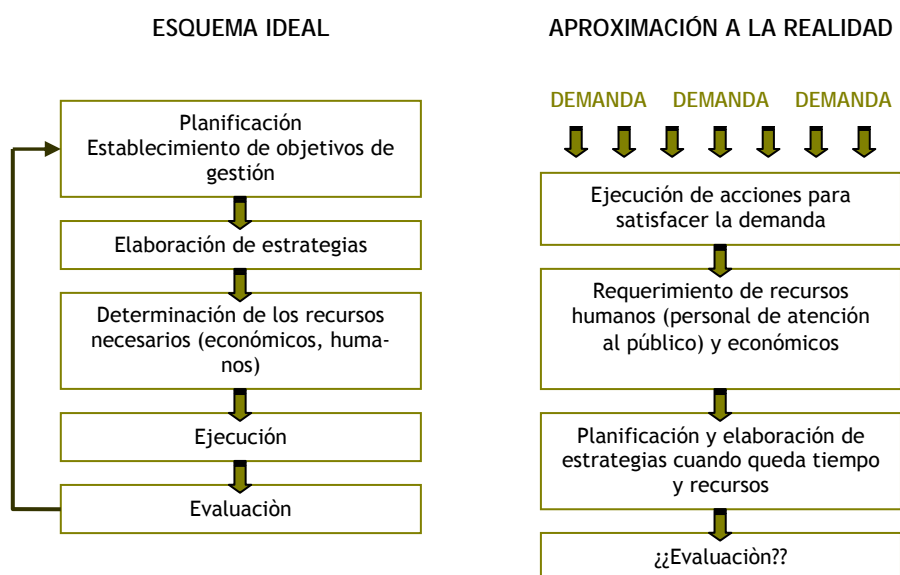 ESQUEMA IDEAL
Planificación
Establecimiento de objetivos de
gestión
Elaboración de estrategias
Determinación de los recursos
necesarios (económicos, huma-
nos)
Ejecución
Evaluaciòn
APROXIMACIÓN A LA REALIDAD
DEMANDA DEMANDA DEMANDA
Ejecución de acciones para
satisfacer la demanda
Requerimiento de recursos
humanos (personal de atención
al público) y económicos
Planificación y elaboración de
estrategias cuando queda tiempo
y recursos
¿¿Evaluaciòn??